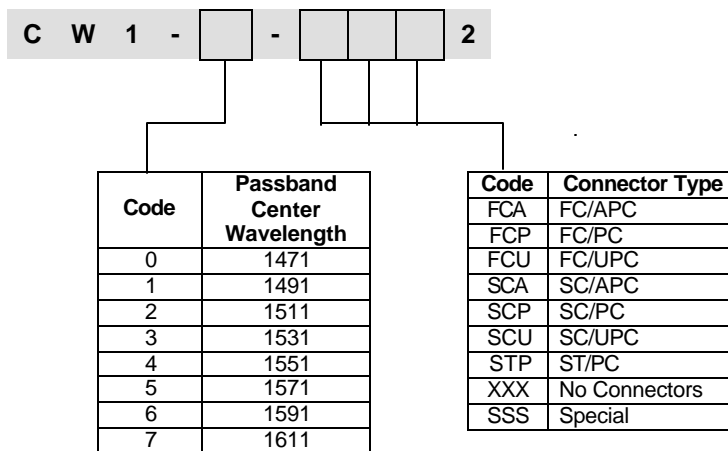 C W 1 - - 2
Code Passband Center Wavelength
0 1471
1 1491
2 1511
3 1531
4 1551
5 1571
6 1591
7 1611
Code Connector Type
FCA FC/APC
FCP FC/PC
FCU FC/UPC
SCA SC/APC
SCP SC/PC
SCU SC/UPC
STP ST/PC
XXX No Connectors
SSS Special